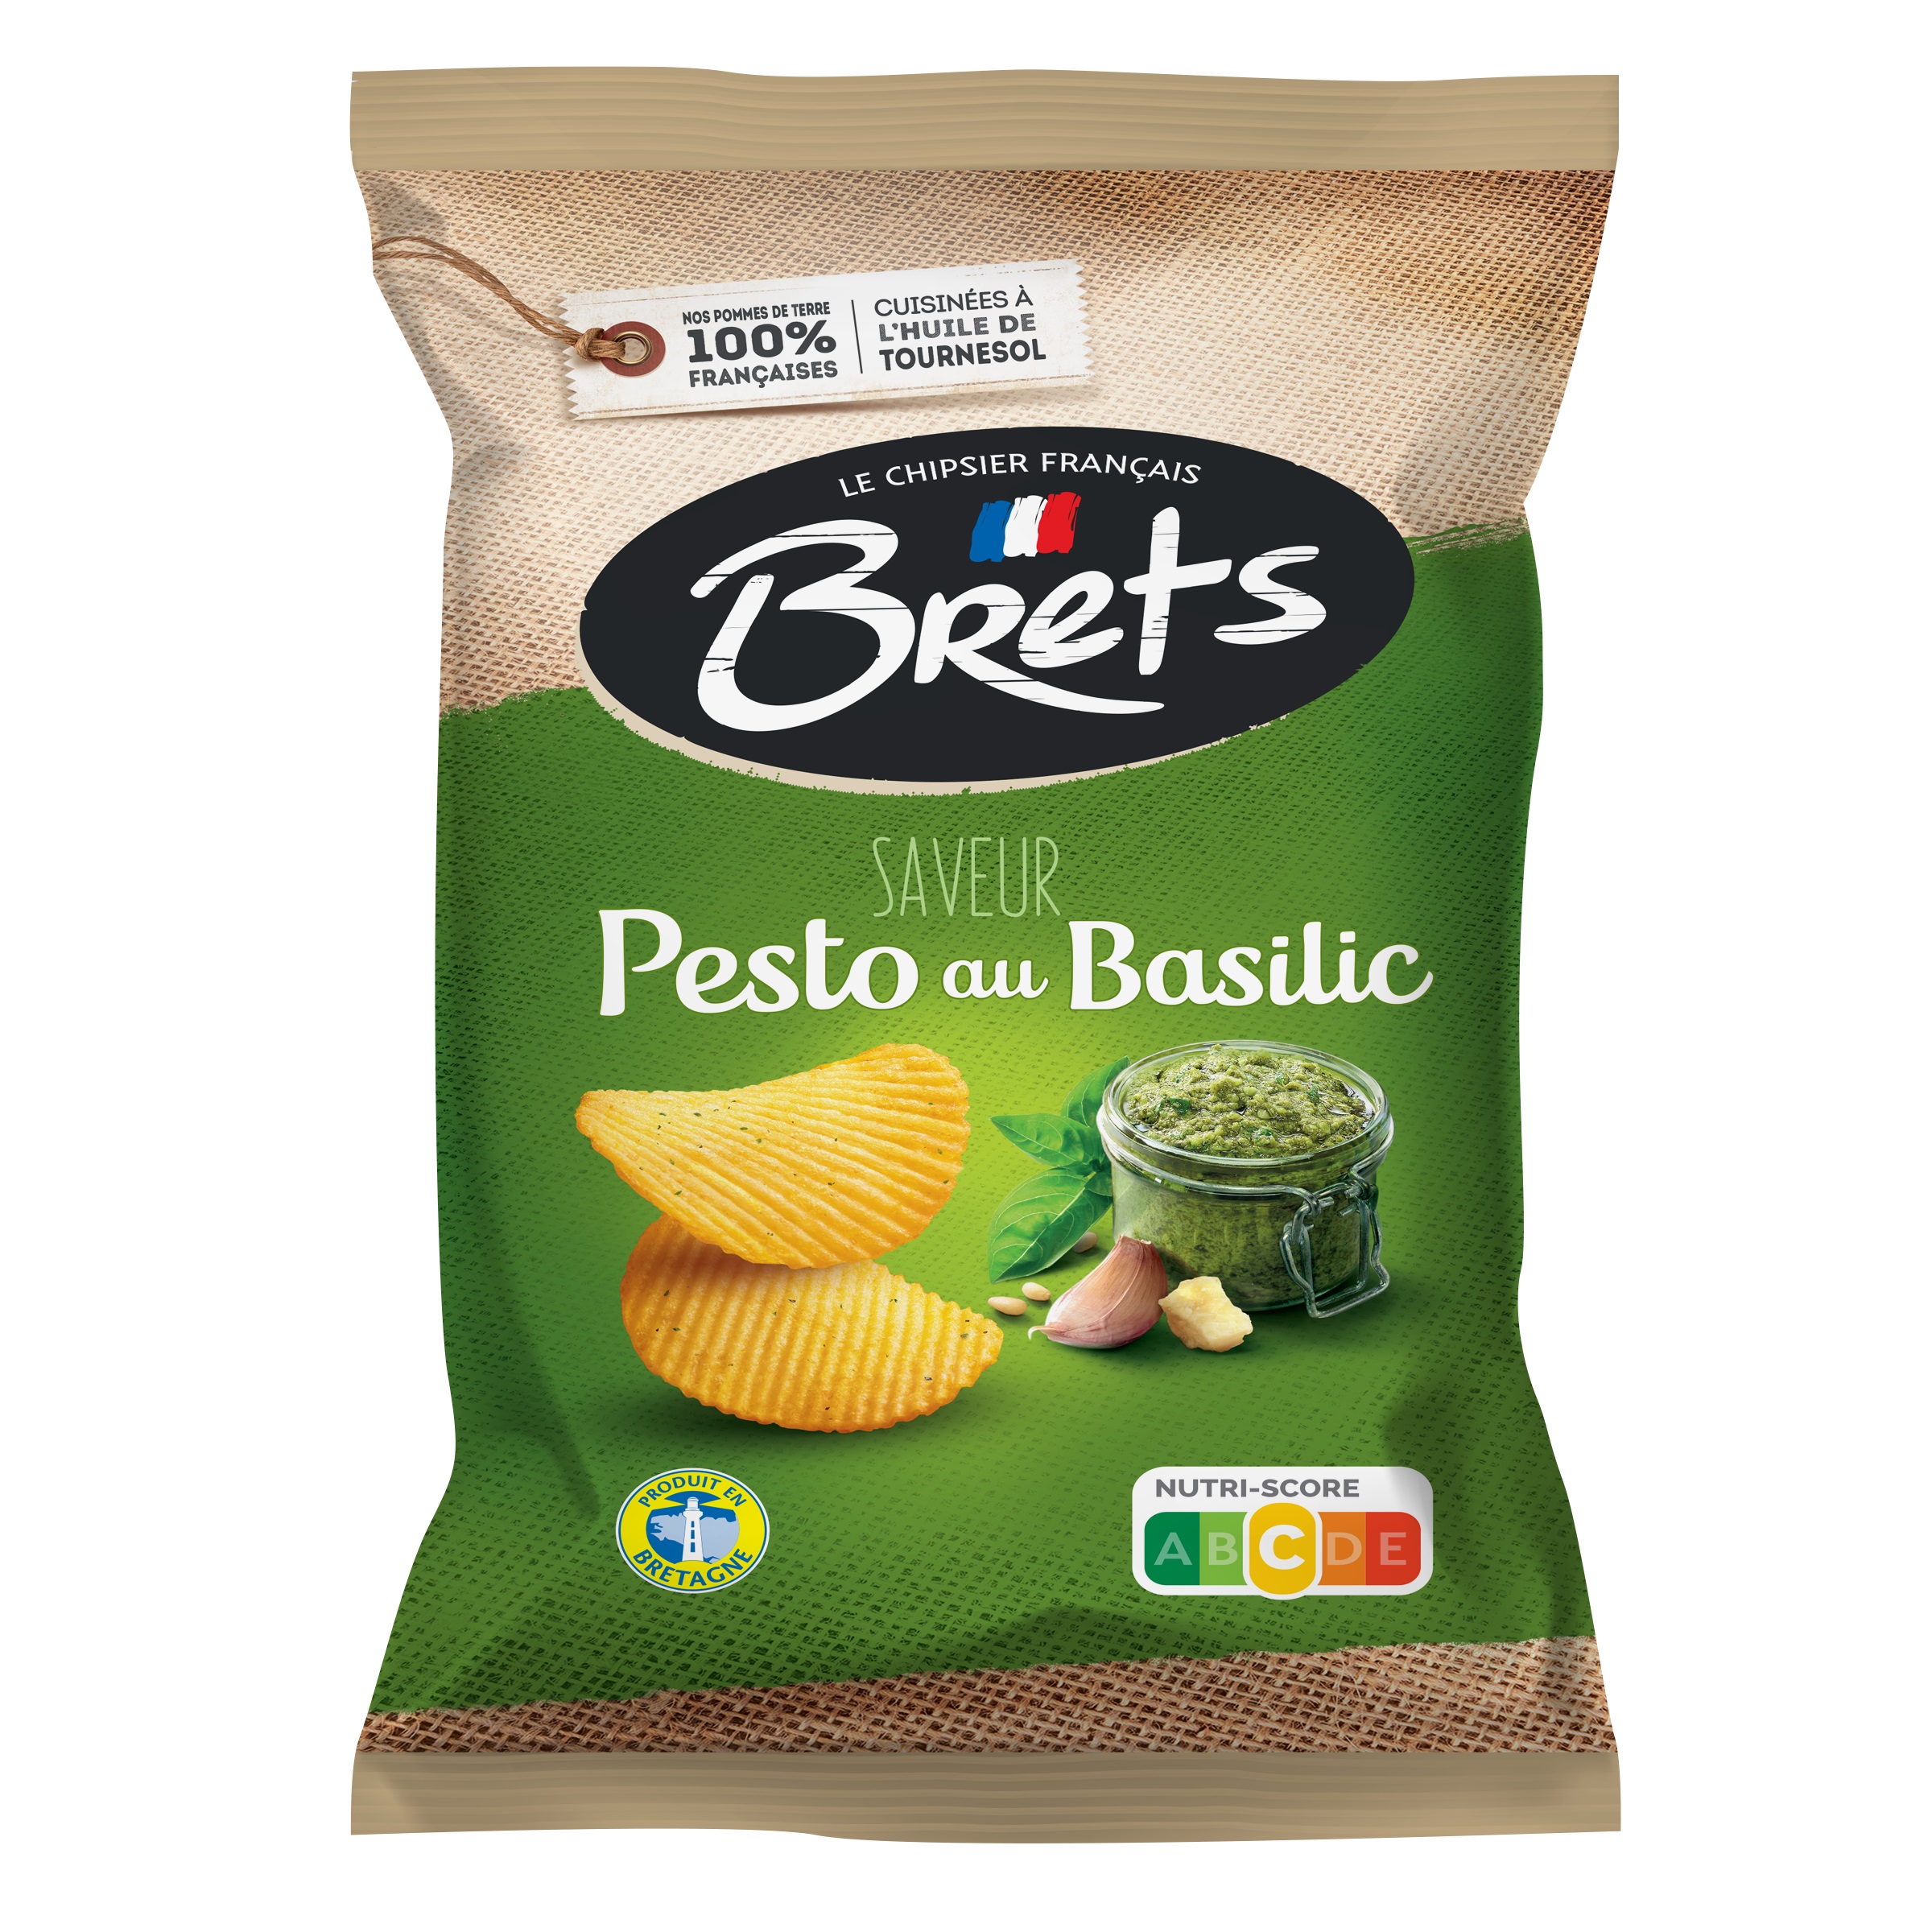 NOS POMMES DE TERRE
100%
FRANÇAISES
CUISINÉES À
L'HUILE DE
TOURNESOL
LE CHIPSIER FRANÇAIS
Brets
SAVEUR
Pesto au Basilic
PRODUIT EN
BRETAGNE
NUTRI-SCORE
A B C D E